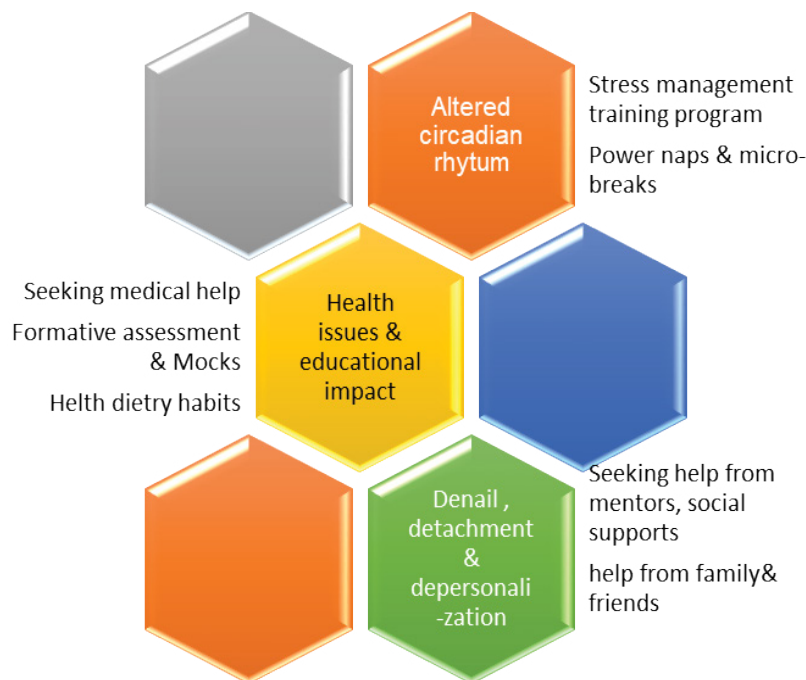 Altered
circadian
rhytum
Stress management
training program
Power naps & micro-
breaks
Seeking medical help
Formative assessment
& Mocks
Helth dietry habits
Health
issues &
educational
impact
Denail ,
detachment
&
depersonali
-zation
Seeking help from
mentors, social
supports
help from family&
friends